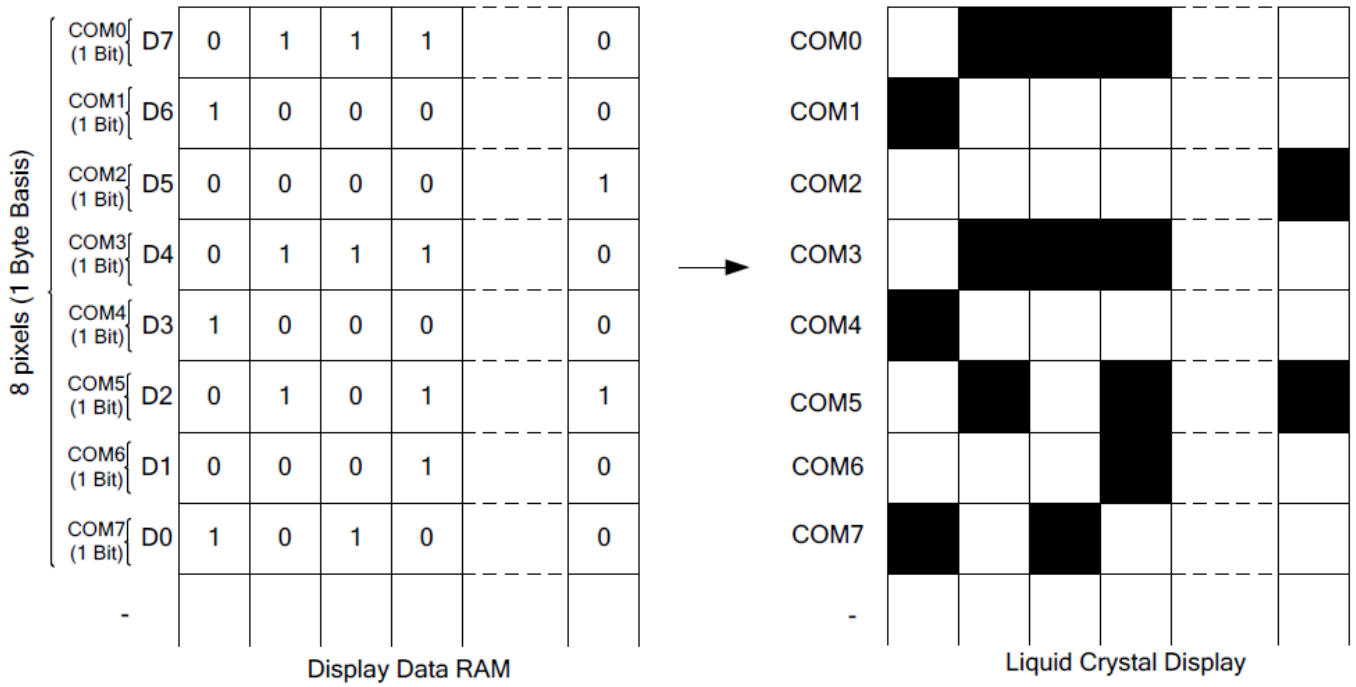 8 pixels (1 Byte Basis)
COM0 (1 Bit) D7 0 1 1 1 0
COM1 (1 Bit) D6 1 0 0 0 0
COM2 (1 Bit) D5 0 0 0 0 1
COM3 (1 Bit) D4 0 1 1 1 0
COM4 (1 Bit) D3 1 0 0 0 0
COM5 (1 Bit) D2 0 1 0 1 1
COM6 (1 Bit) D1 0 0 0 1 0
COM7 (1 Bit) D0 1 0 1 0 0
-
Display Data RAM
COM0
COM1
COM2
COM3
COM4
COM5
COM6
COM7
-
Liquid Crystal Display